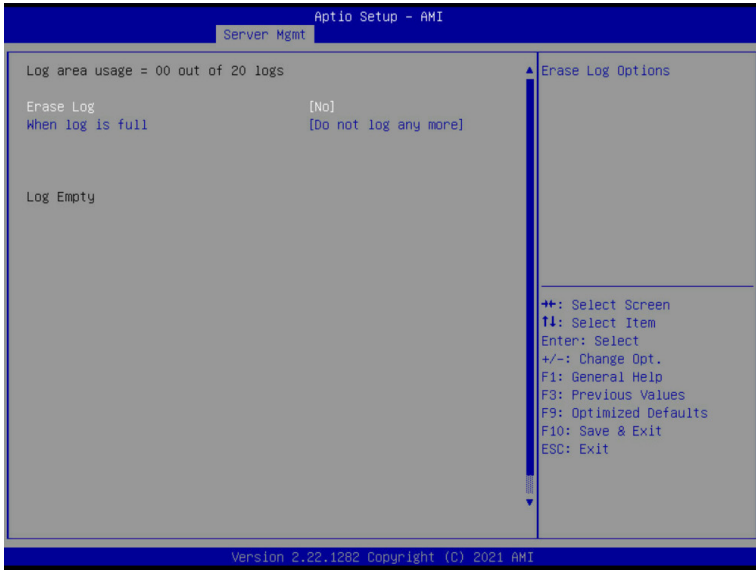 Aptio Setup - AMI
Server Mgmt
Log area usage = 00 out of 20 logs
Erase Log [No]
When log is full [Do not log any more]
Log Empty
Erase Log Options
→←: Select Screen
↑↓: Select Item
Enter: Select
+/-: Change Opt.
F1: General Help
F3: Previous Values
F9: Optimized Defaults
F10: Save & Exit
ESC: Exit
Version 2.22.1282 Copyright (C) 2021 AMI